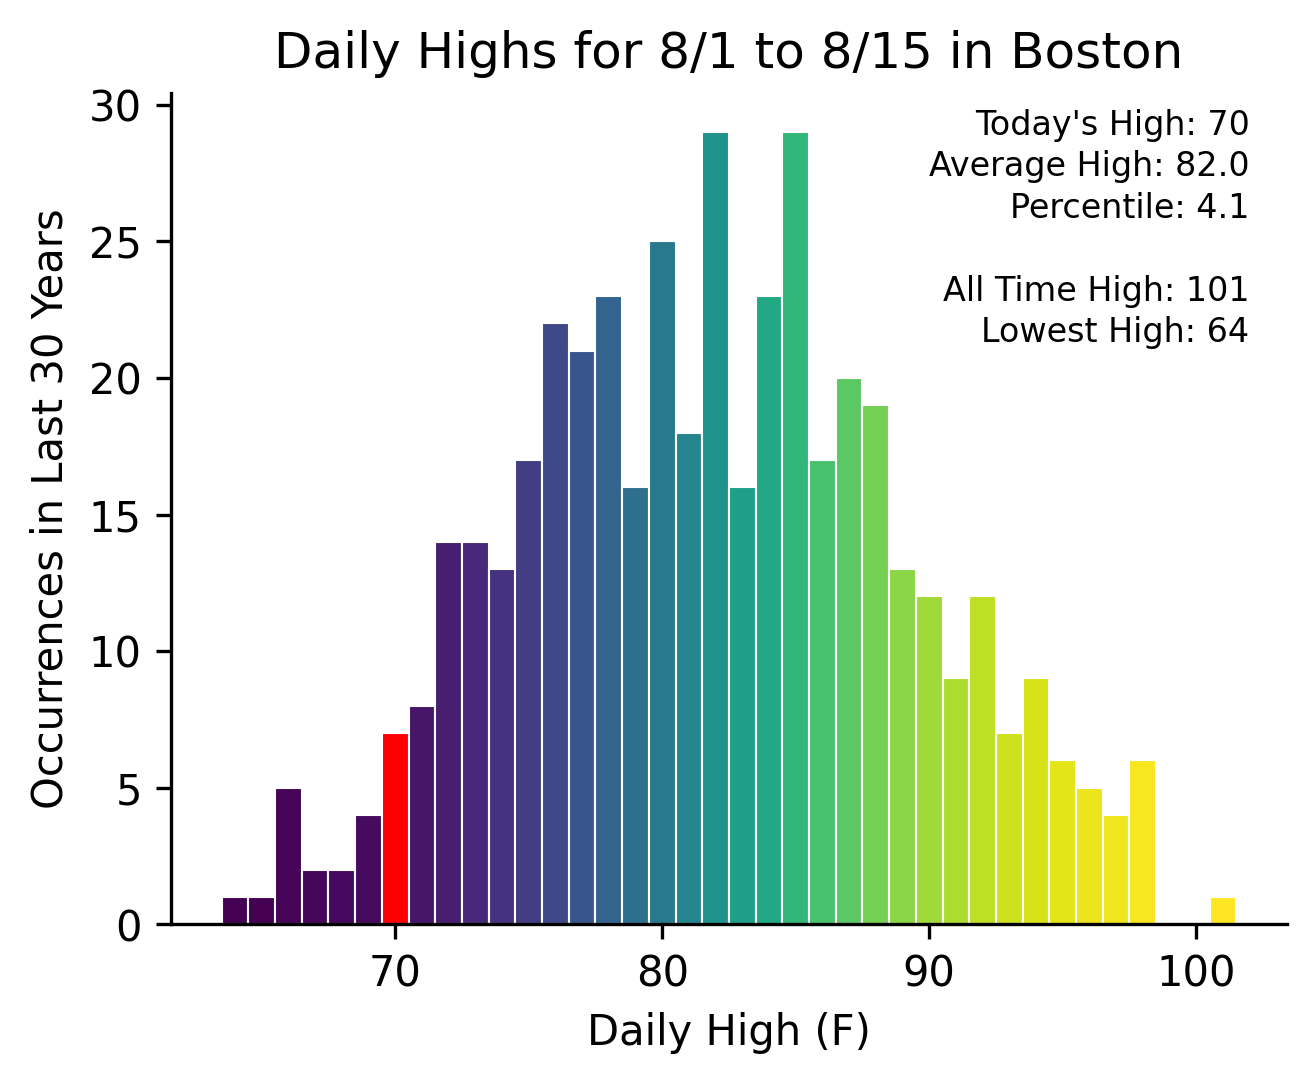 Daily Highs for 8/1 to 8/15 in Boston
Today's High: 70
Average High: 82.0
Percentile: 4.1
All Time High: 101
Lowest High: 64
Occurrences in Last 30 Years
30
25
20
15
10
5
0
70 80 90 100
Daily High (F)